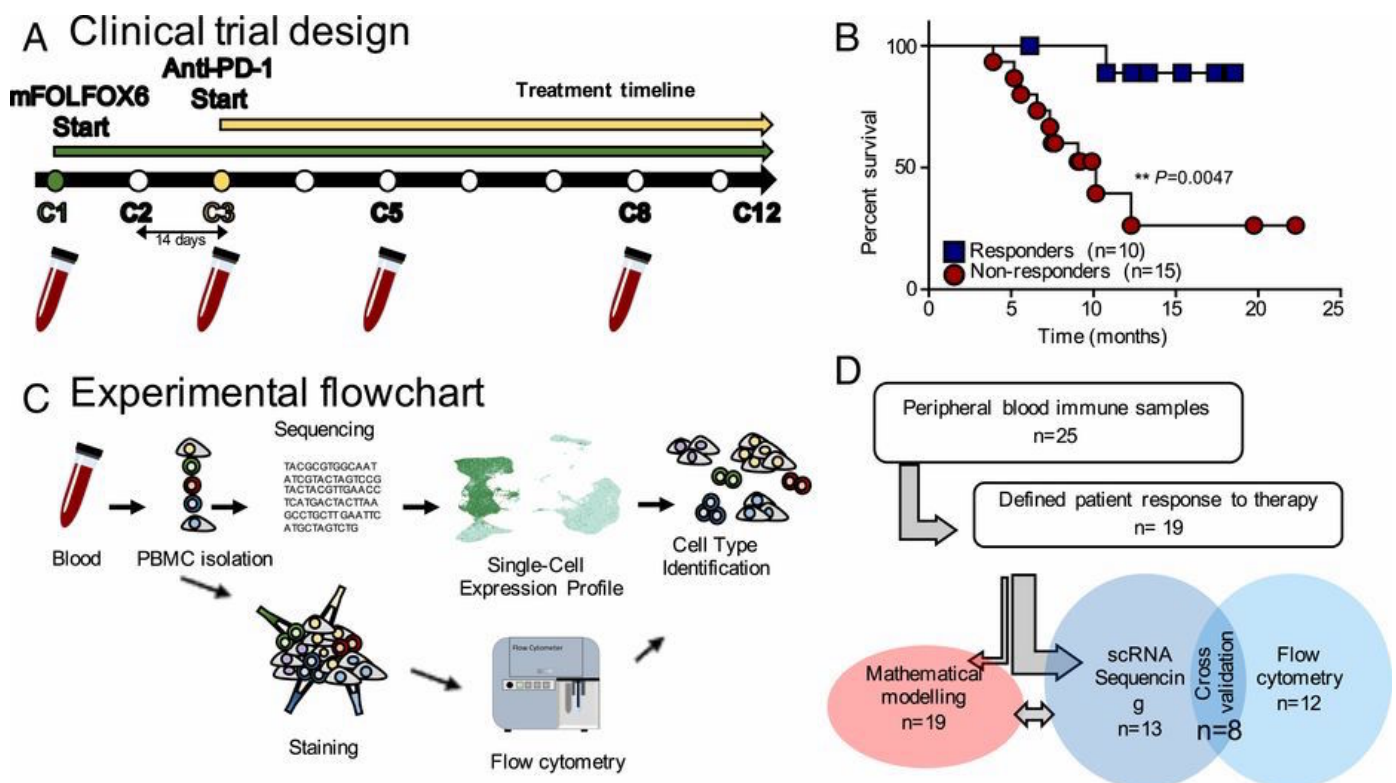 A Clinical trial design
mFOLFOX6
Start
Anti-PD-1
Start
Treatment timeline
C1
C2
C3
C5
C8
C12
14 days
B
Percent survival
100
50
0
** P=0.0047
Responders (n=10)
Non-responders (n=15)
0
5
10
15
20
25
Time (months)
C Experimental flowchart
Blood
PBMC isolation
Sequencing
TACGCGTGGCAAT
ATCGTACTAGTCCG
TACTACGTTGAACC
TCATGACTACTTAA
GCCTGCTTGAATTC
ATGCTAGTCTG
Single-Cell
Expression Profile
Cell Type
Identification
Staining
Flow Cytometer
Flow cytometry
D
Peripheral blood immune samples
n=25
Defined patient response to therapy
n= 19
Mathematical
modelling
n=19
scRNA
Sequencin
g
n=13
Cross
validation
n=8
Flow
cytometry
n=12